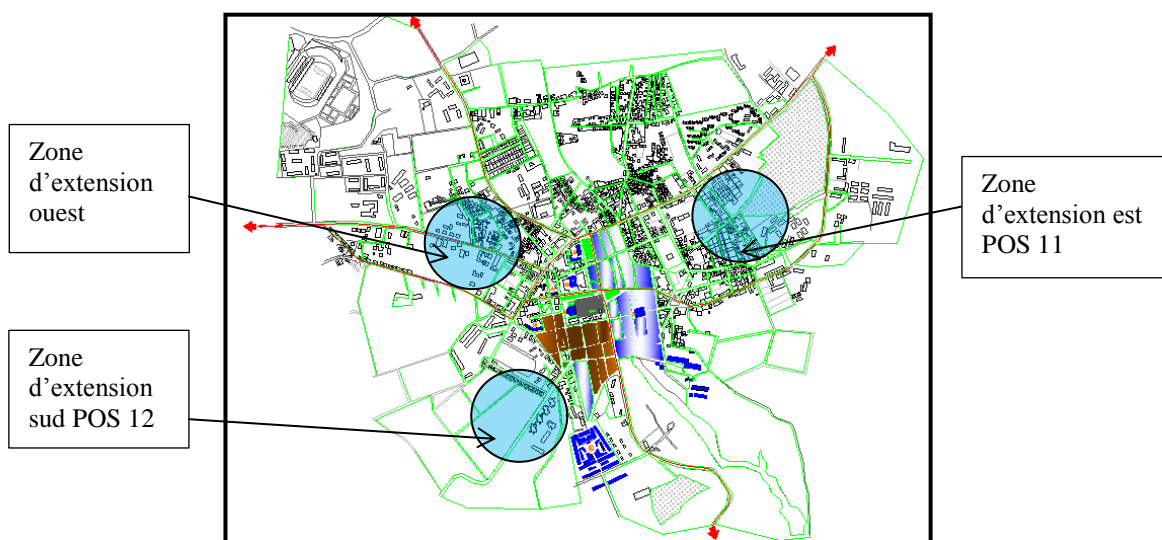 Zone
d’extension
ouest
Zone
d’extension est
POS 11
Zone
d’extension
sud POS 12